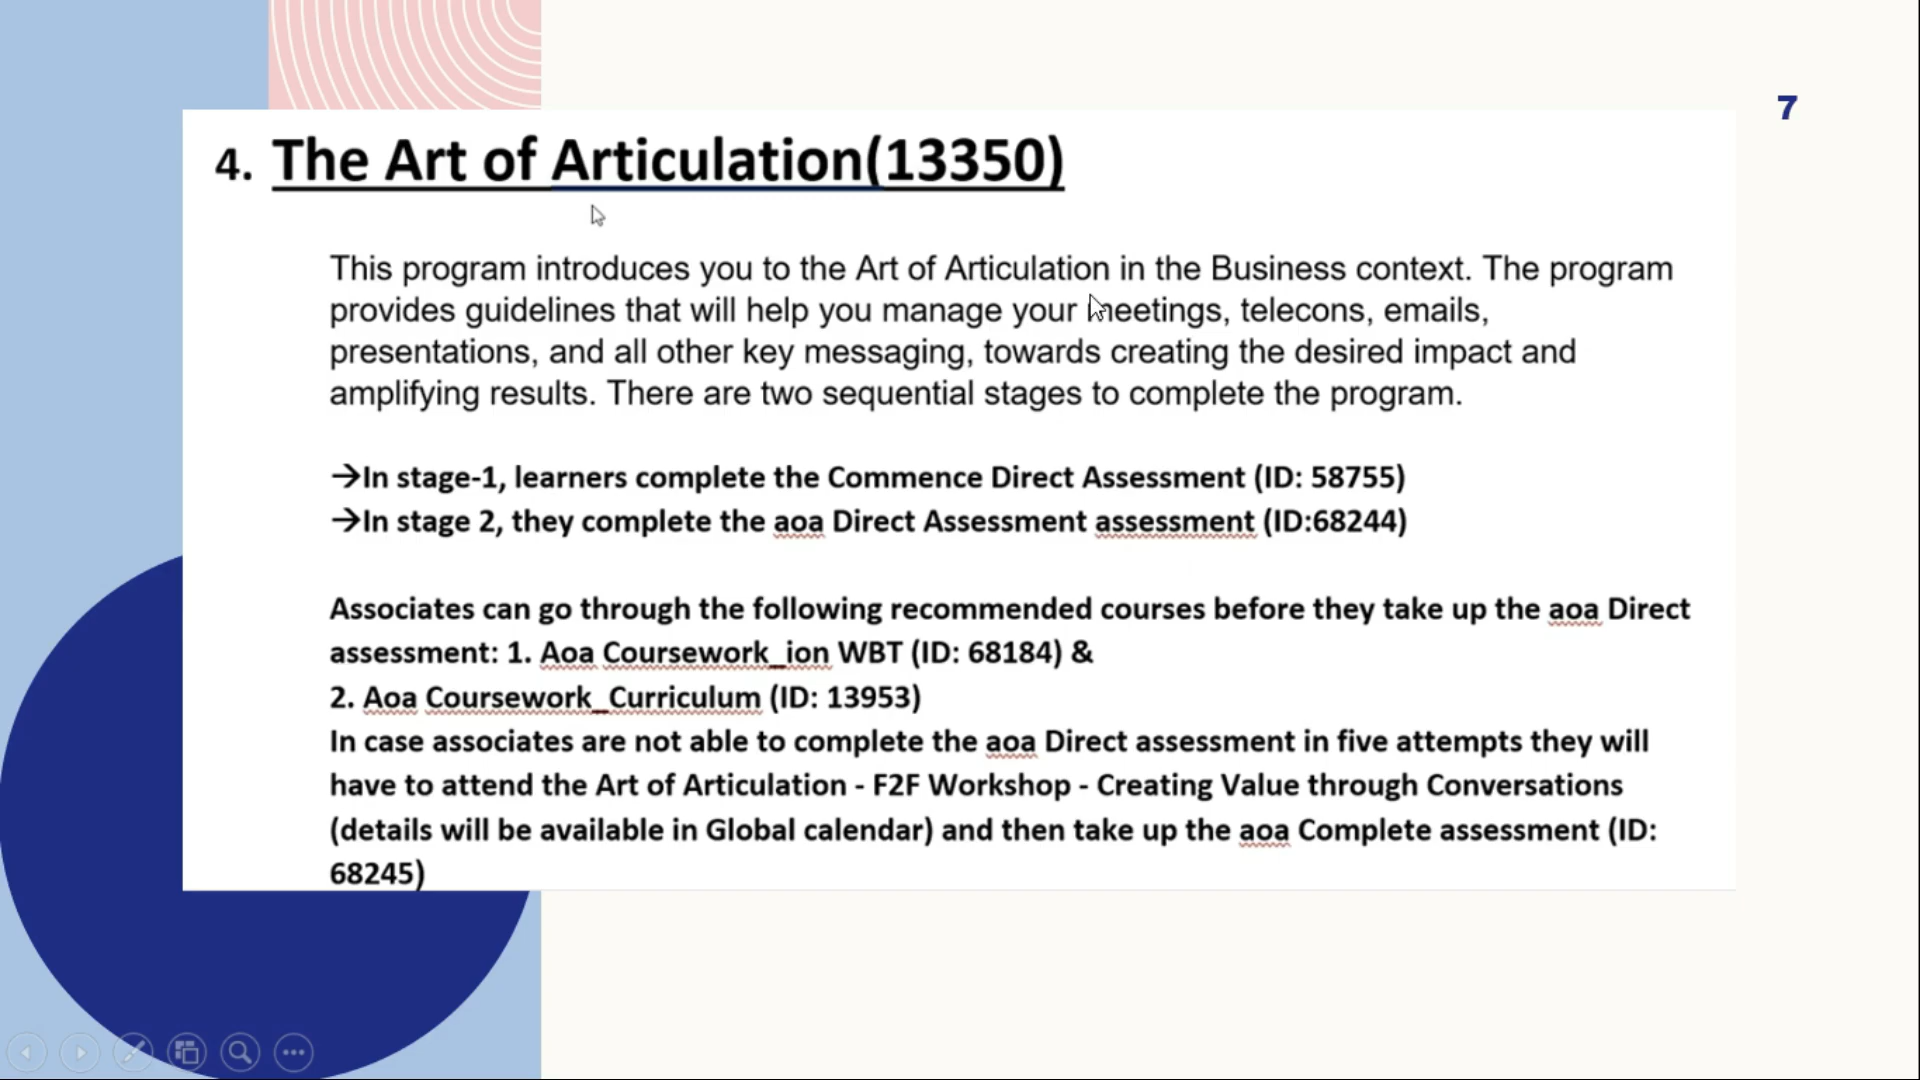 7
4. The Art of Articulation(13350)
This program introduces you to the Art of Articulation in the Business context. The program
provides guidelines that will help you manage your meetings, telecons, emails,
presentations, and all other key messaging, towards creating the desired impact and
amplifying results. There are two sequential stages to complete the program.
→In stage-1, learners complete the Commence Direct Assessment (ID: 58755)
→In stage 2, they complete the aoa Direct Assessment assessment (ID:68244)
Associates can go through the following recommended courses before they take up the aoa Direct
assessment: 1. Aoa Coursework_ion WBT (ID: 68184) &
2. Aoa Coursework_Curriculum (ID: 13953)
In case associates are not able to complete the aoa Direct assessment in five attempts they will
have to attend the Art of Articulation - F2F Workshop - Creating Value through Conversations
(details will be available in Global calendar) and then take up the aoa Complete assessment (ID:
68245)